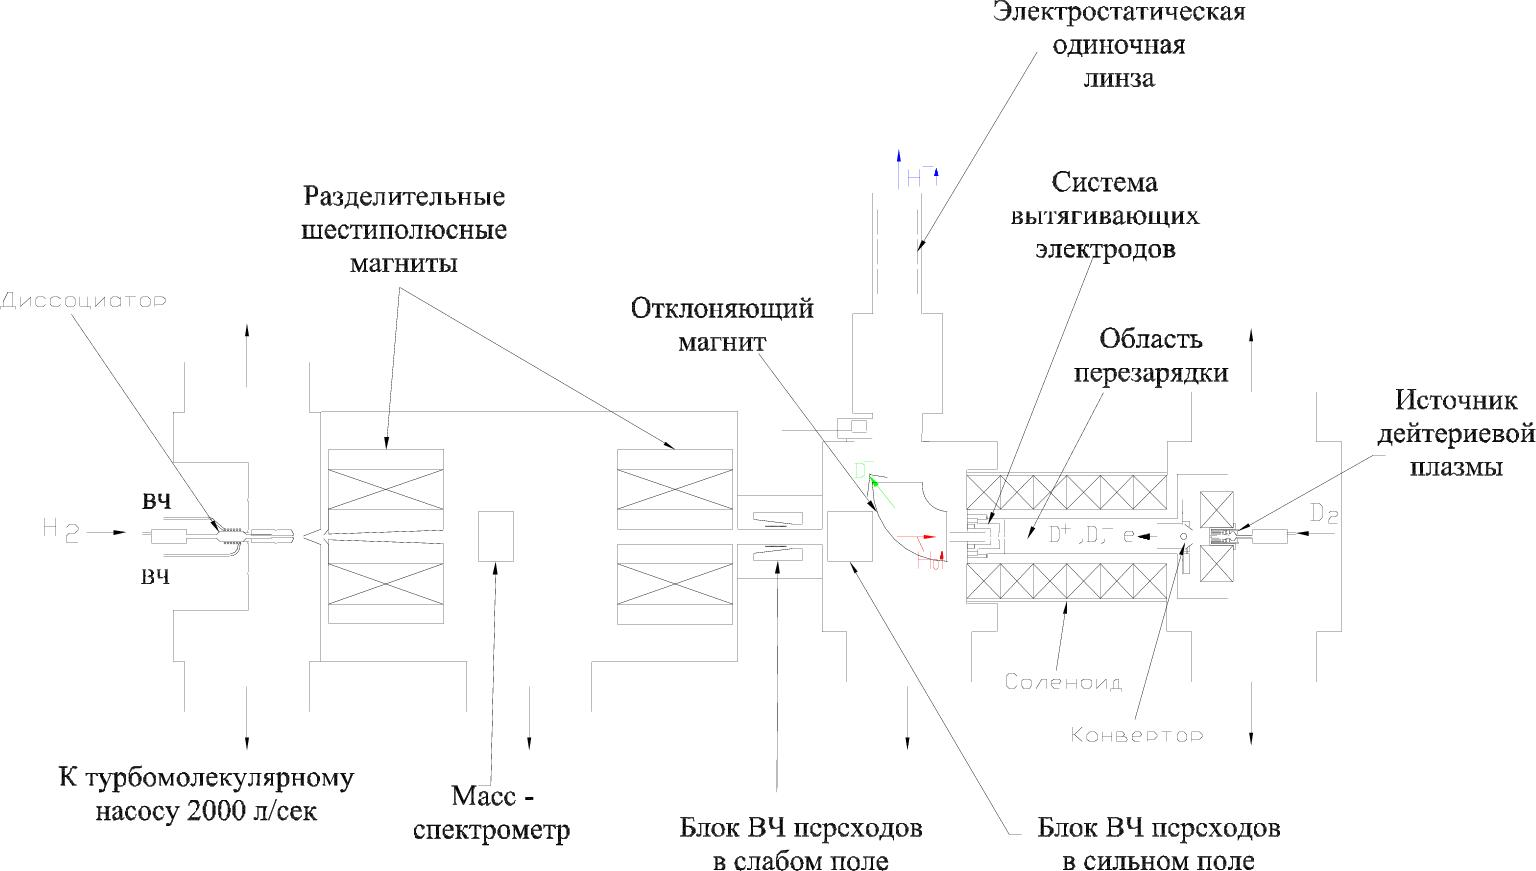 Электростатическая
одиночная
линза
H⁻
Система
вытягивающих
электродов
Разделительные
шестиполюсные
магниты
Диссоциатор
Отклоняющий
магнит
Область
перезарядки
Источник
дейтериевой
плазмы
D⁻
ВЧ
H2
D⁺,D⁻, e
D2
ВЧ
Соленоид
Конвертор
К турбомолекулярному
насосу 2000 л/сек
Масс -
спектрометр
Блок ВЧ переходов
в слабом поле
Блок ВЧ переходов
в сильном поле